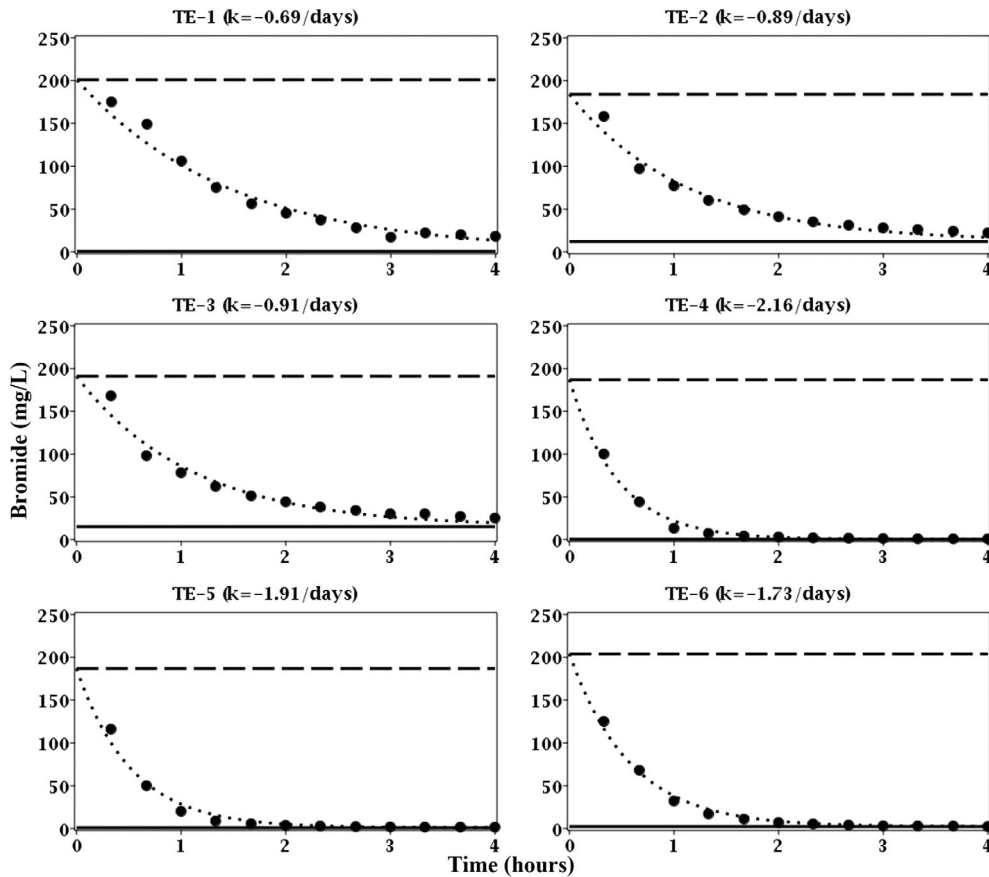 TE-1 (k=-0.69/days)
TE-2 (k=-0.89/days)
250
200
150
100
50
0
0 1 2 3 4
250
200
150
100
50
0
0 1 2 3 4
TE-3 (k=-0.91/days)
TE-4 (k=-2.16/days)
250
200
150
100
50
0
0 1 2 3 4
250
200
150
100
50
0
0 1 2 3 4
Bromide (mg/L)
TE-5 (k=-1.91/days)
TE-6 (k=-1.73/days)
250
200
150
100
50
0
0 1 2 3 4
250
200
150
100
50
0
0 1 2 3 4
Time (hours)